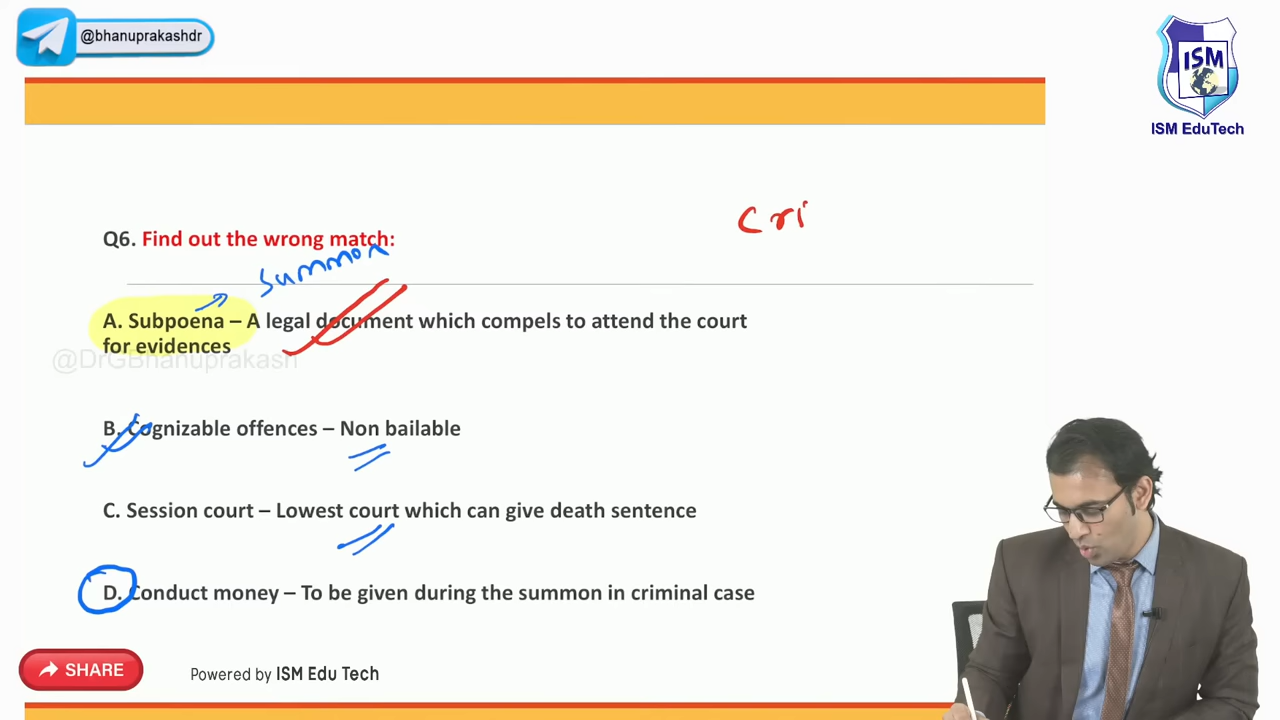 @bhanuprakashdr
ISM
ISM EduTech
Cri
Q6. Find out the wrong match:
Summon
A. Subpoena – A legal document which compels to attend the court
for evidences
@DrGBhanuprakash
B. Cognizable offences – Non bailable
C. Session court – Lowest court which can give death sentence
D. Conduct money – To be given during the summon in criminal case
SHARE
Powered by ISM Edu Tech